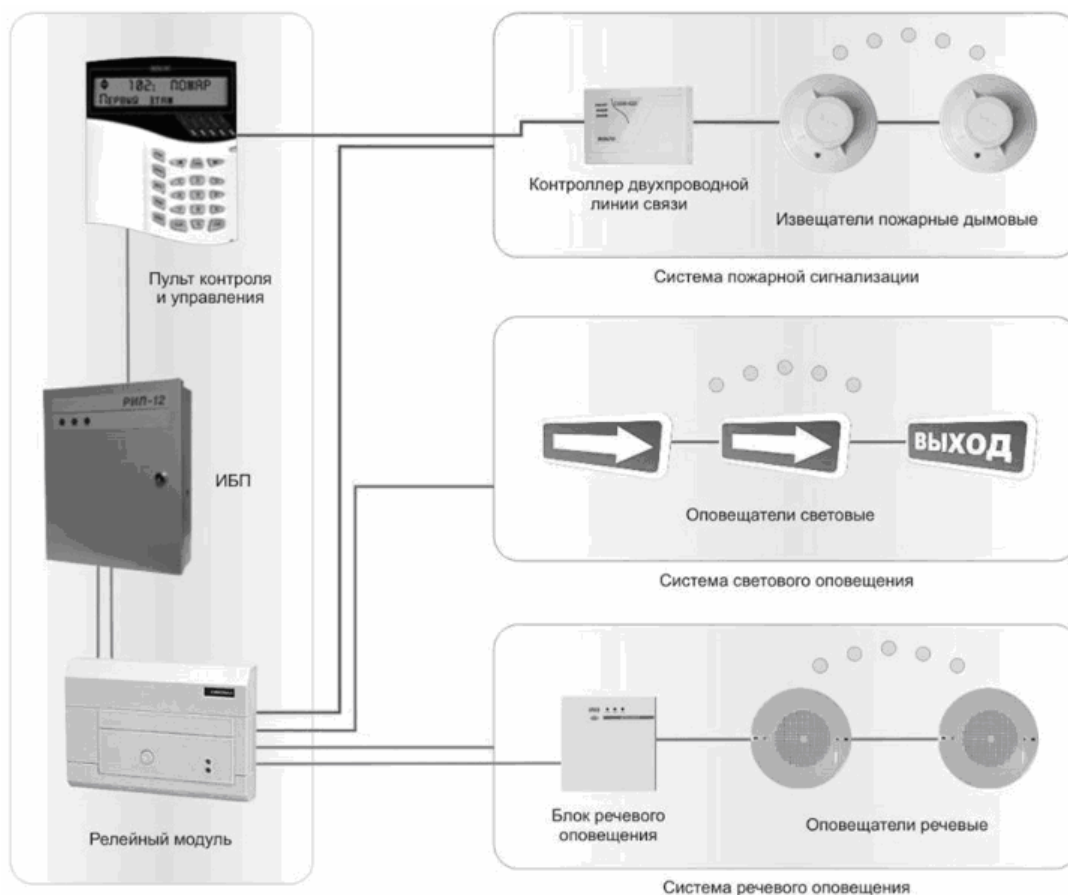 102: ПОЖАР
Первый этаж
Пульт контроля
и управления
РИП-12
ИБП
Релейный модуль
Контроллер двухпроводной
линии связи
Извещатели пожарные дымовые
Система пожарной сигнализации
ВЫХОД
Оповещатели световые
Система светового оповещения
Блок речевого
оповещения
Оповещатели речевые
Система речевого оповещения